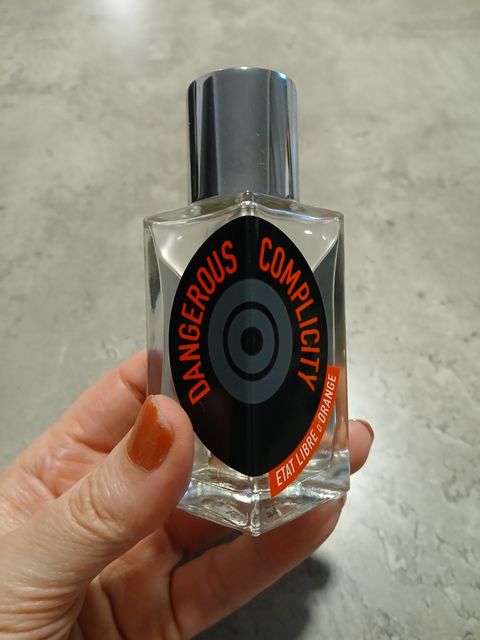 DANGEROUS COMPLICITY
ETAT LIBRE D'ORANGE